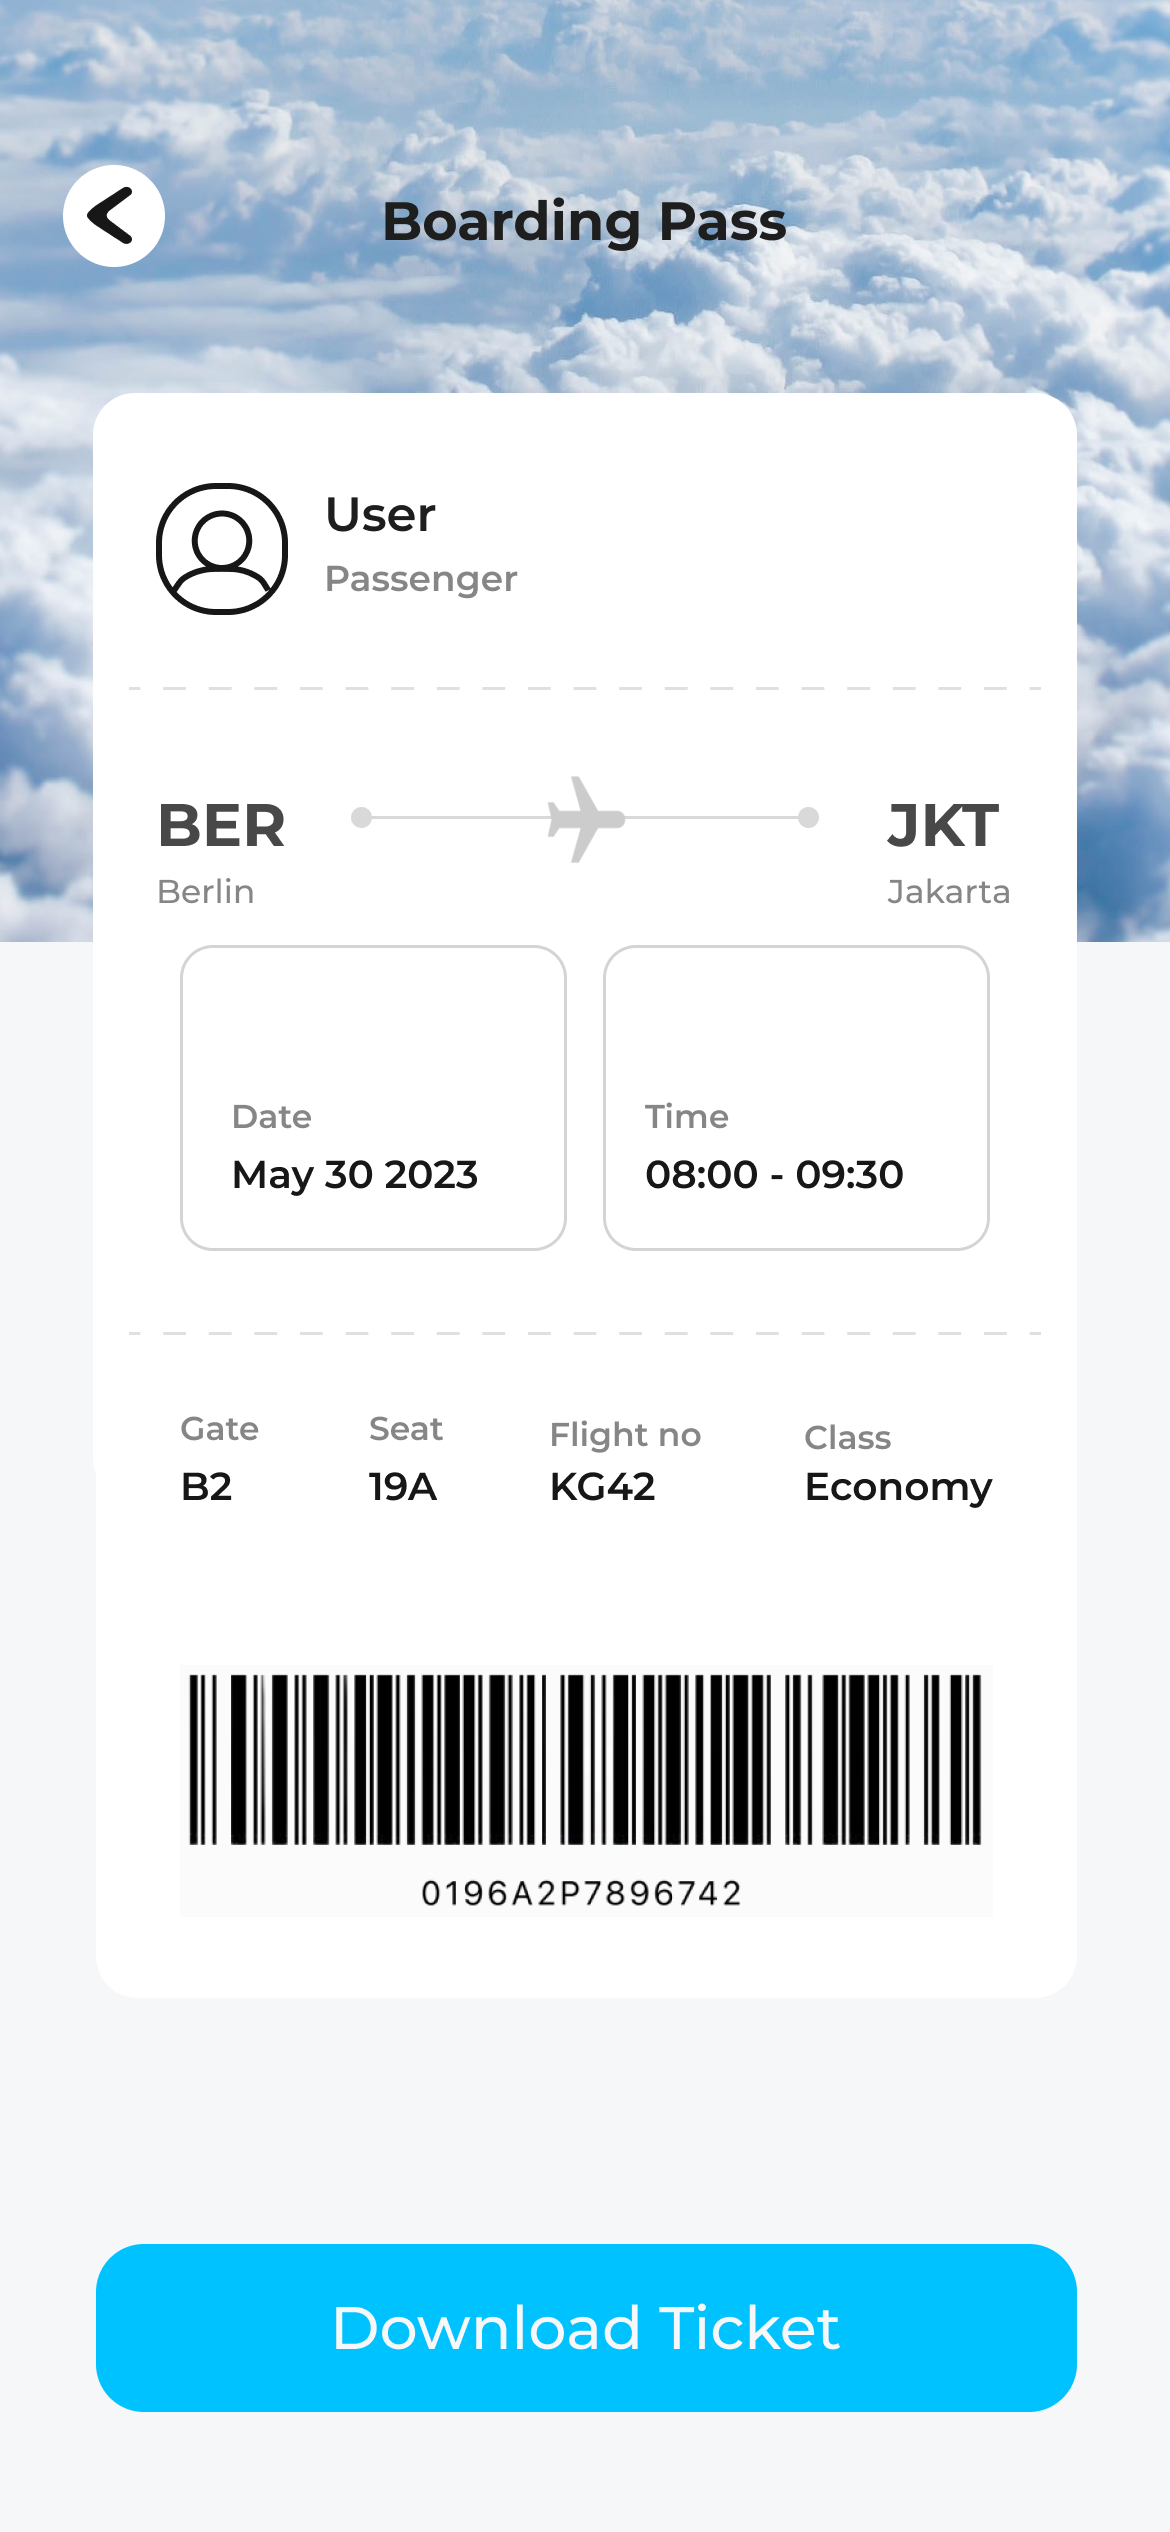 Boarding Pass
User
Passenger
BER
JKT
Berlin
Jakarta
Date
Time
May 30 2023
08:00 - 09:30
Gate
Seat
Flight no
Class
B2
19A
KG42
Economy
0196A2P7896742
Download Ticket